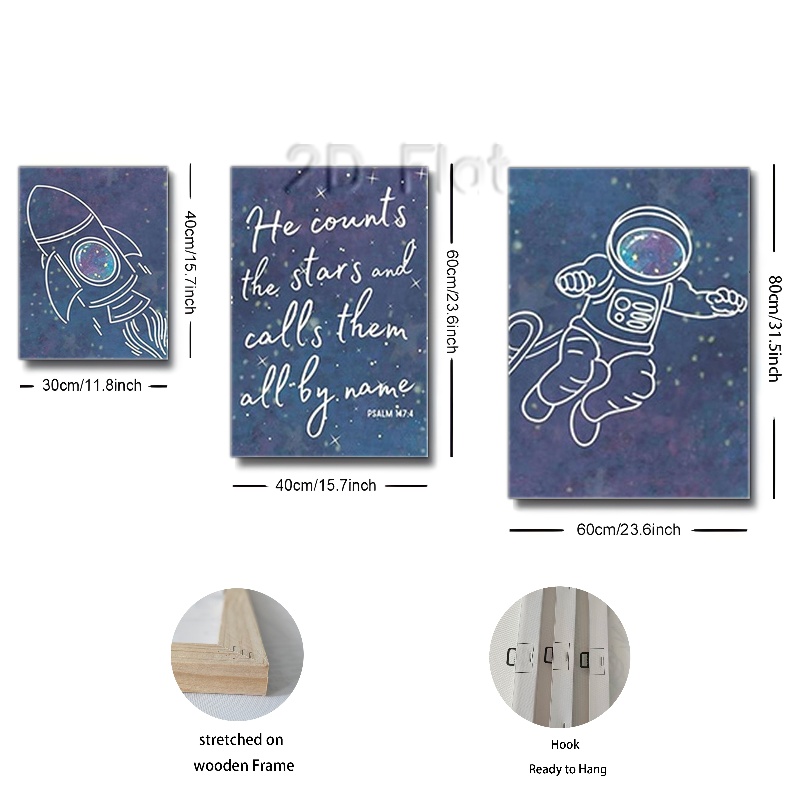 2D Flat
He counts
the stars and
calls them
all by name
PSALM 147:4
40cm/15.7inch
30cm/11.8inch
60cm/23.6inch
40cm/15.7inch
80cm/31.5inch
60cm/23.6inch
stretched on
wooden Frame
Hook
Ready to Hang